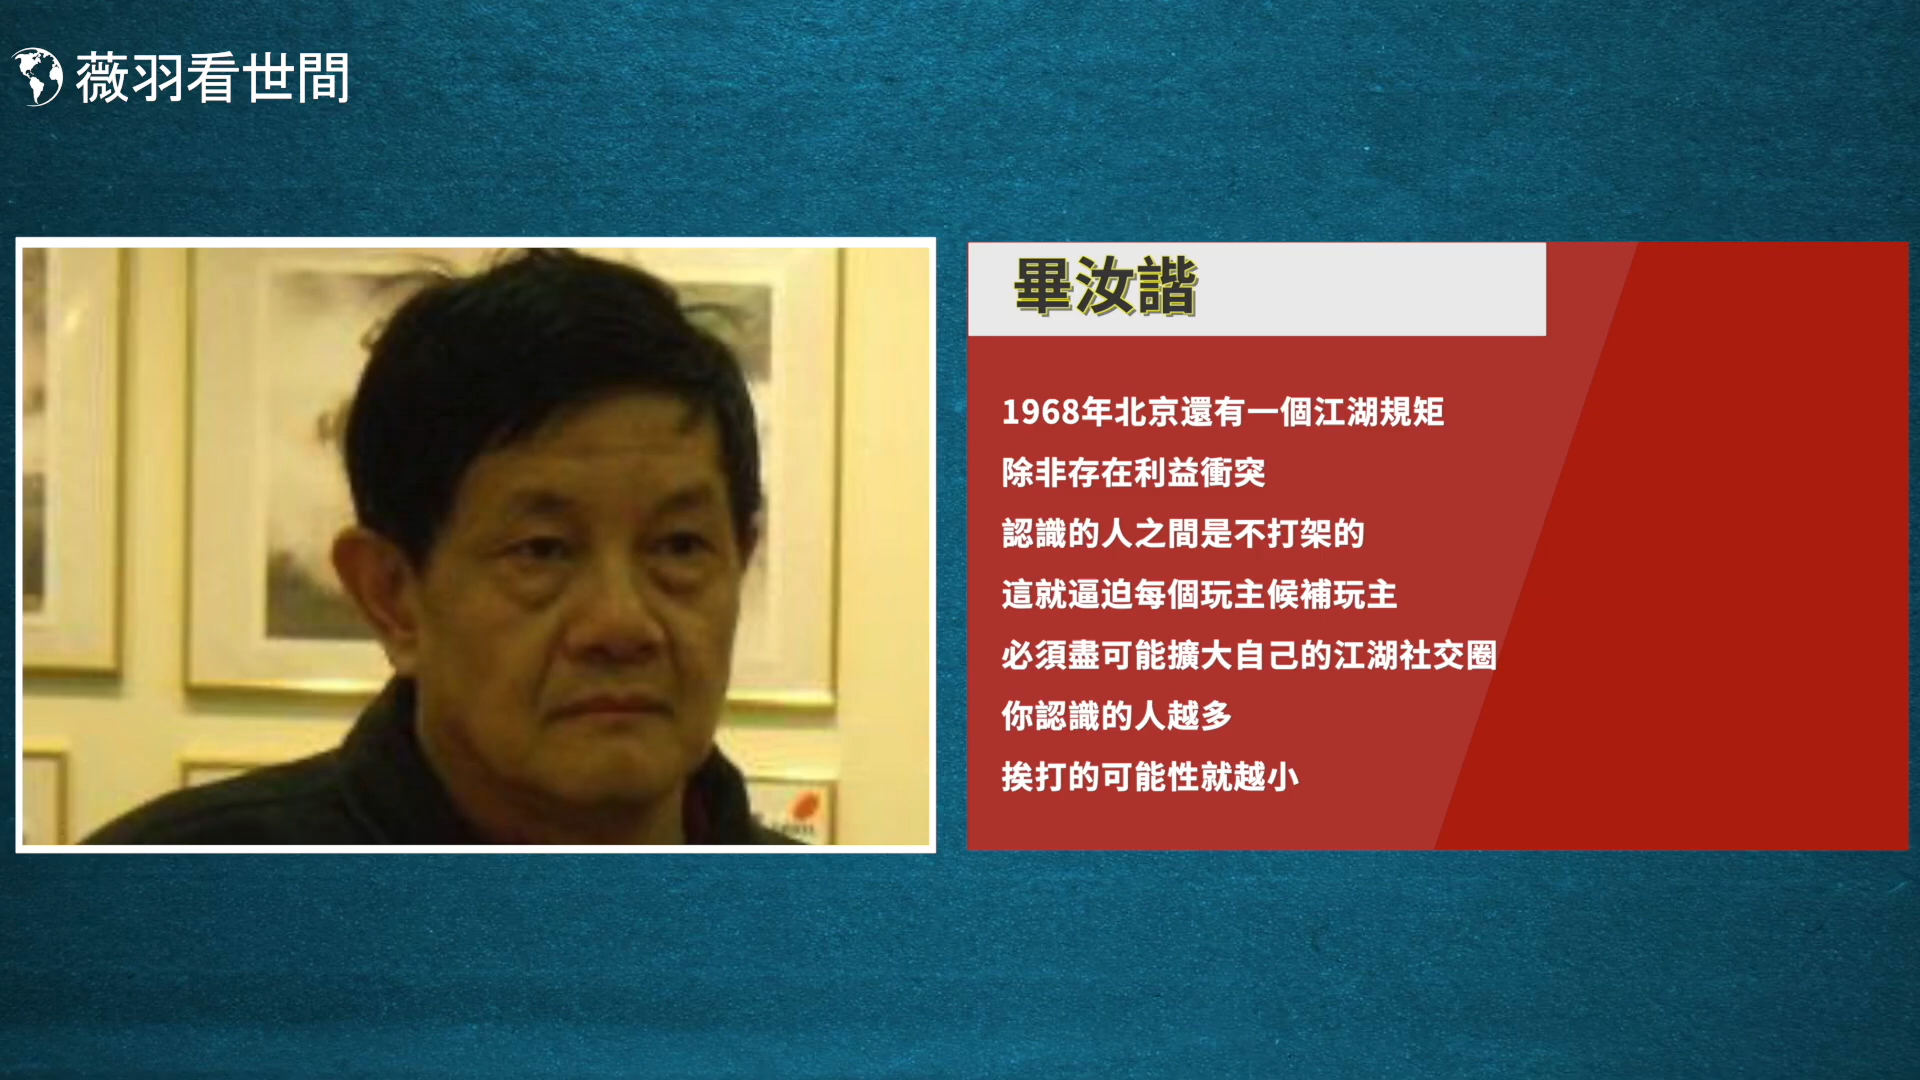 薇羽看世間
畢汝諧
1968年北京還有一個江湖規矩
除非存在利益衝突
認識的人之間是不打架的
這就逼迫每個玩主候補玩主
必須盡可能擴大自己的江湖社交圈
你認識的人越多
挨打的可能性就越小